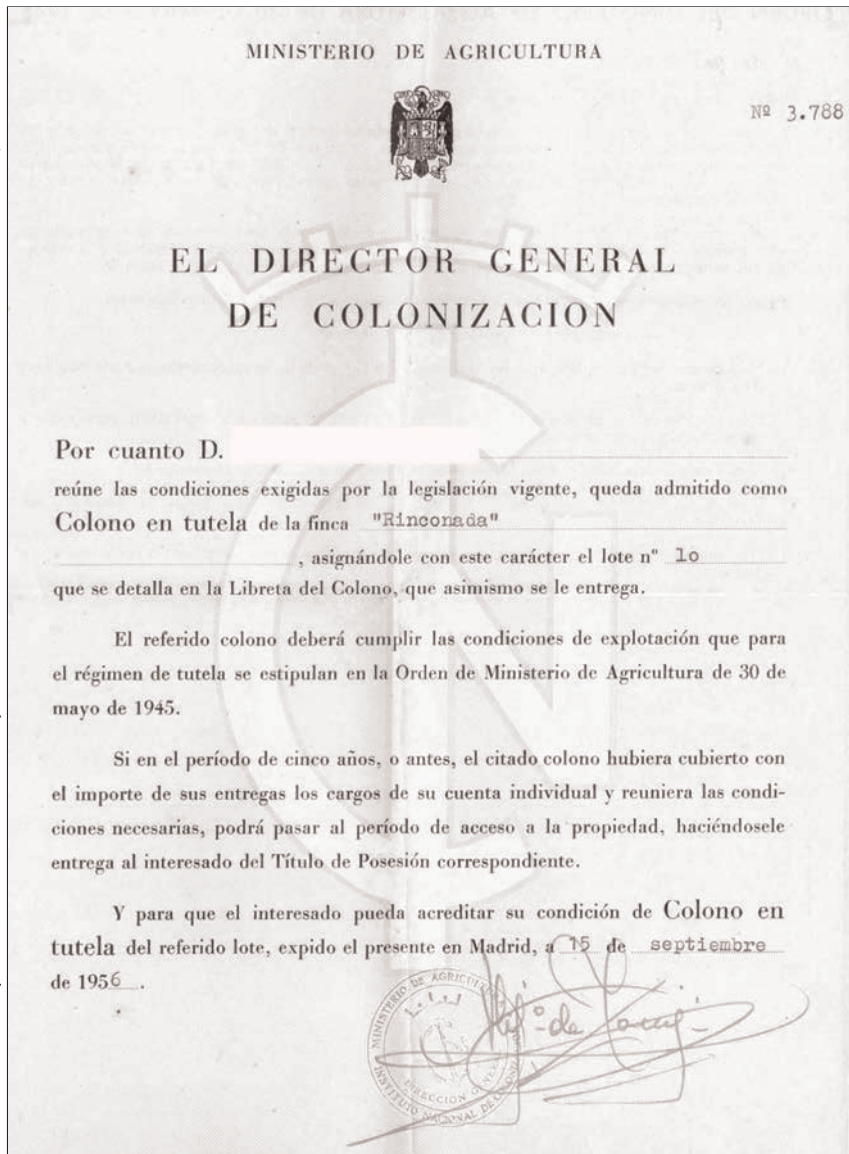 MINISTERIO DE AGRICULTURA
Nº 3.788
EL DIRECTOR GENERAL
DE COLONIZACION
Por cuanto D.
reúne las condiciones exigidas por la legislación vigente, queda admitido como
Colono en tutela de la finca "Rinconada"
, asignándole con este carácter el lote nº 1o
que se detalla en la Libreta del Colono, que asimismo se le entrega.
El referido colono deberá cumplir las condiciones de explotación que para
el régimen de tutela se estipulan en la Orden de Ministerio de Agricultura de 30 de
mayo de 1945.
Si en el período de cinco años, o antes, el citado colono hubiera cubierto con
el importe de sus entregas los cargos de su cuenta individual y reuniera las condi-
ciones necesarias, podrá pasar al período de acceso a la propiedad, haciéndosele
entrega al interesado del Título de Posesión correspondiente.
Y para que el interesado pueda acreditar su condición de Colono en
tutela del referido lote, expido el presente en Madrid, a 15 de septiembre
de 1956.
MINISTERIO DE AGRICULTURA
DIRECCION GENERAL
INSTITUTO NACIONAL DE